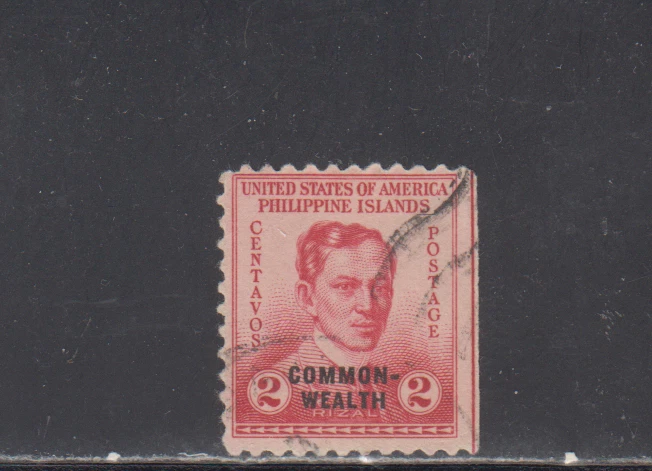 UNITED STATES OF AMERICA
PHILIPPINE ISLANDS
CENTAVOS
POSTAGE
COMMON-
WEALTH
2
2
RIZAL